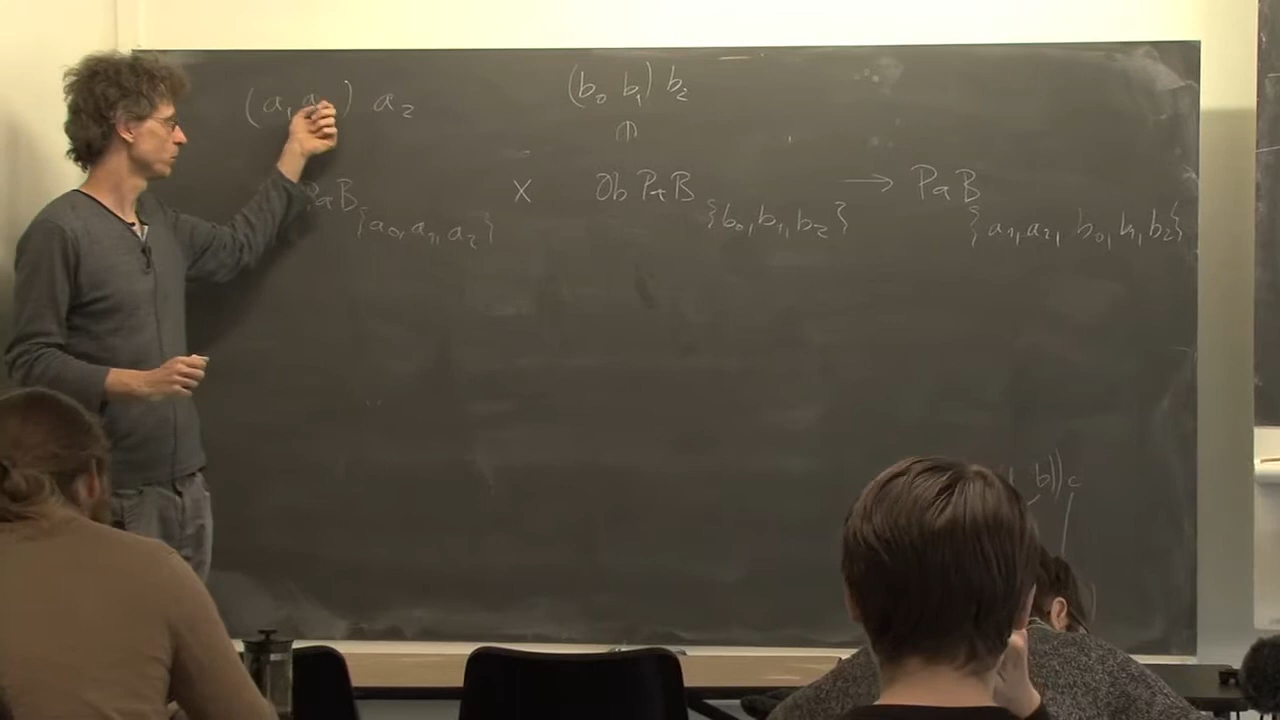 (a₁ a ) a₂ (b₀ b₁) b₂
PaB{a₀, a₁, a₂} × Ob PaB{b₀, b₁, b₂} → PaB{a₁, a₂, b₀, b₁, b₂}
b))c